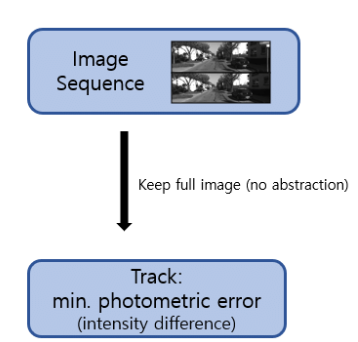 Image
Sequence
Keep full image (no abstraction)
Track:
min. photometric error
(intensity difference)